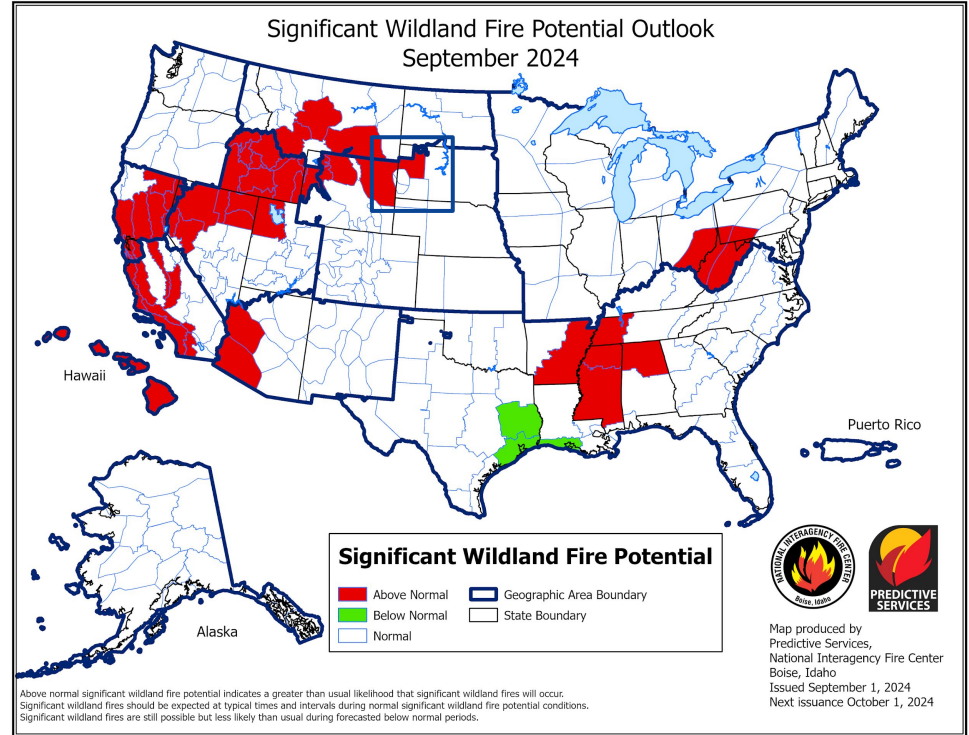 Significant Wildland Fire Potential Outlook
September 2024
Hawaii
Puerto Rico
Alaska
Significant Wildland Fire Potential
Above Normal
Geographic Area Boundary
Below Normal
State Boundary
Normal
NATIONAL INTERAGENCY FIRE CENTER
Boise, Idaho
PREDICTIVE
SERVICES
Map produced by
Predictive Services,
National Interagency Fire Center
Boise, Idaho
Issued September 1, 2024
Next issuance October 1, 2024
Above normal significant wildland fire potential indicates a greater than usual likelihood that significant wildland fires will occur.
Significant wildland fires should be expected at typical times and intervals during normal significant wildland fire potential conditions.
Significant wildland fires are still possible but less likely than usual during forecasted below normal periods.